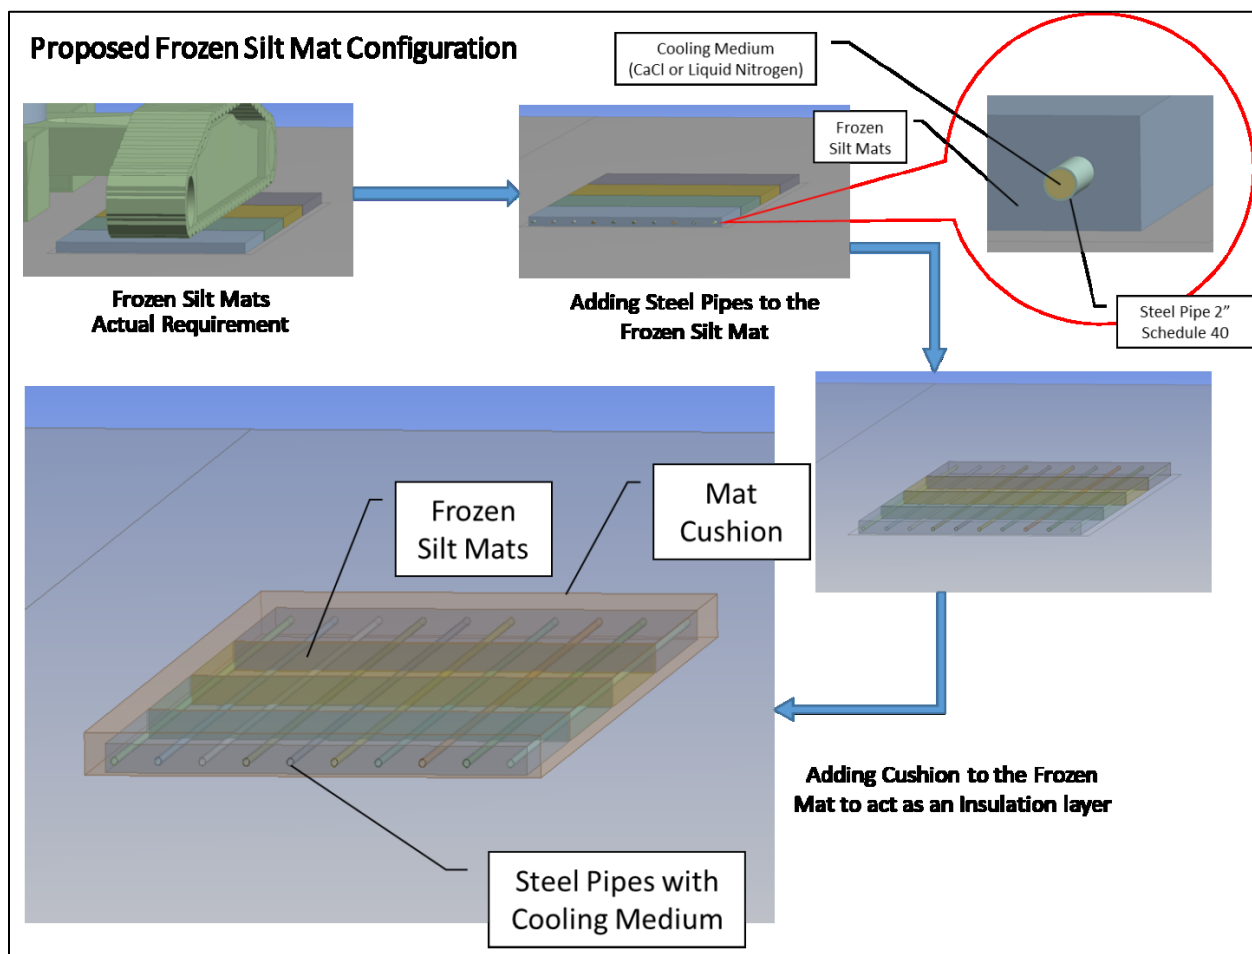 Proposed Frozen Silt Mat Configuration
Cooling Medium
(CaCl or Liquid Nitrogen)
Frozen
Silt Mats
Steel Pipe 2”
Schedule 40
Frozen Silt Mats
Actual Requirement
Adding Steel Pipes to the
Frozen Silt Mat
Frozen
Silt Mats
Mat
Cushion
Adding Cushion to the Frozen
Mat to act as an Insulation layer
Steel Pipes with
Cooling Medium